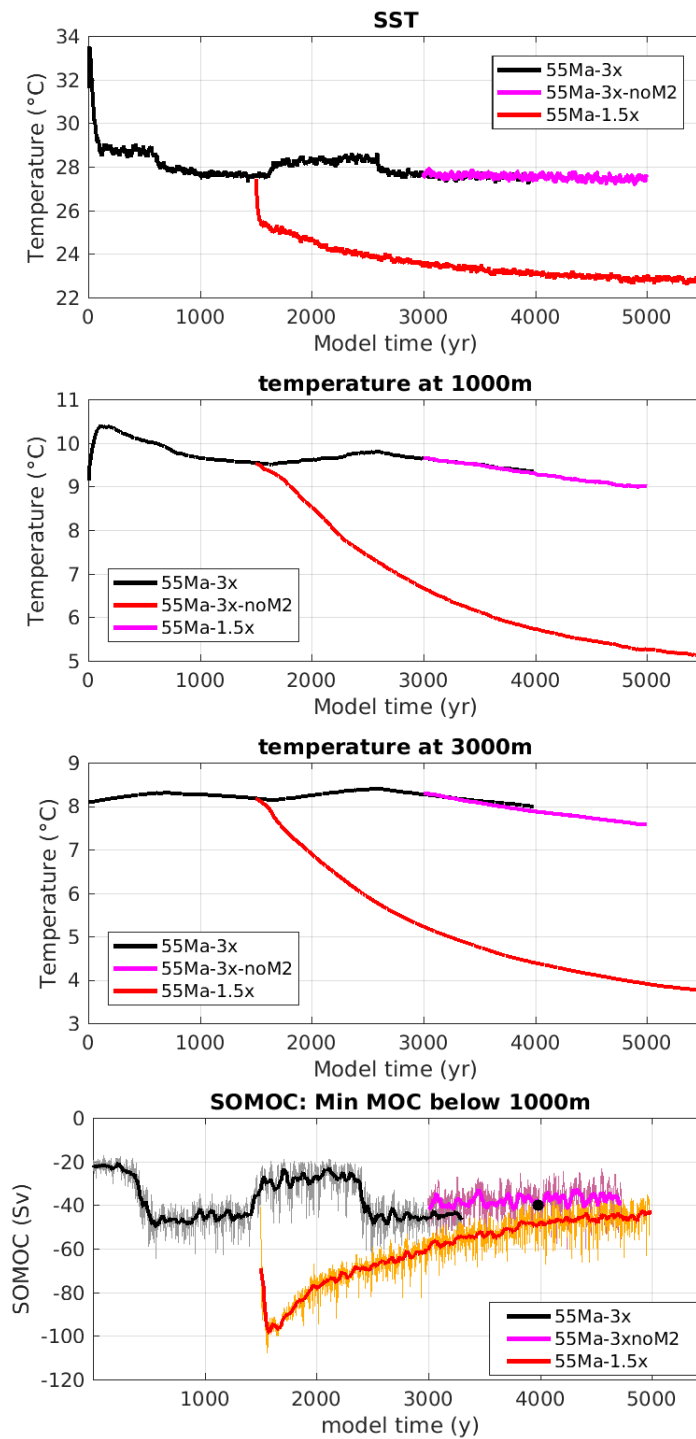 SST
34
32
30
28
26
24
22
Temperature (°C)
55Ma-3x
55Ma-3x-noM2
55Ma-1.5x
0 1000 2000 3000 4000 5000
Model time (yr)
temperature at 1000m
11
10
9
8
7
6
5
Temperature (°C)
55Ma-3x
55Ma-3x-noM2
55Ma-1.5x
0 1000 2000 3000 4000 5000
Model time (yr)
temperature at 3000m
9
8
7
6
5
4
3
Temperature (°C)
55Ma-3x
55Ma-3x-noM2
55Ma-1.5x
0 1000 2000 3000 4000 5000
Model time (yr)
SOMOC: Min MOC below 1000m
0
-20
-40
-60
-80
-100
-120
SOMOC (Sv)
55Ma-3x
55Ma-3xnoM2
55Ma-1.5x
1000 2000 3000 4000 5000
model time (y)